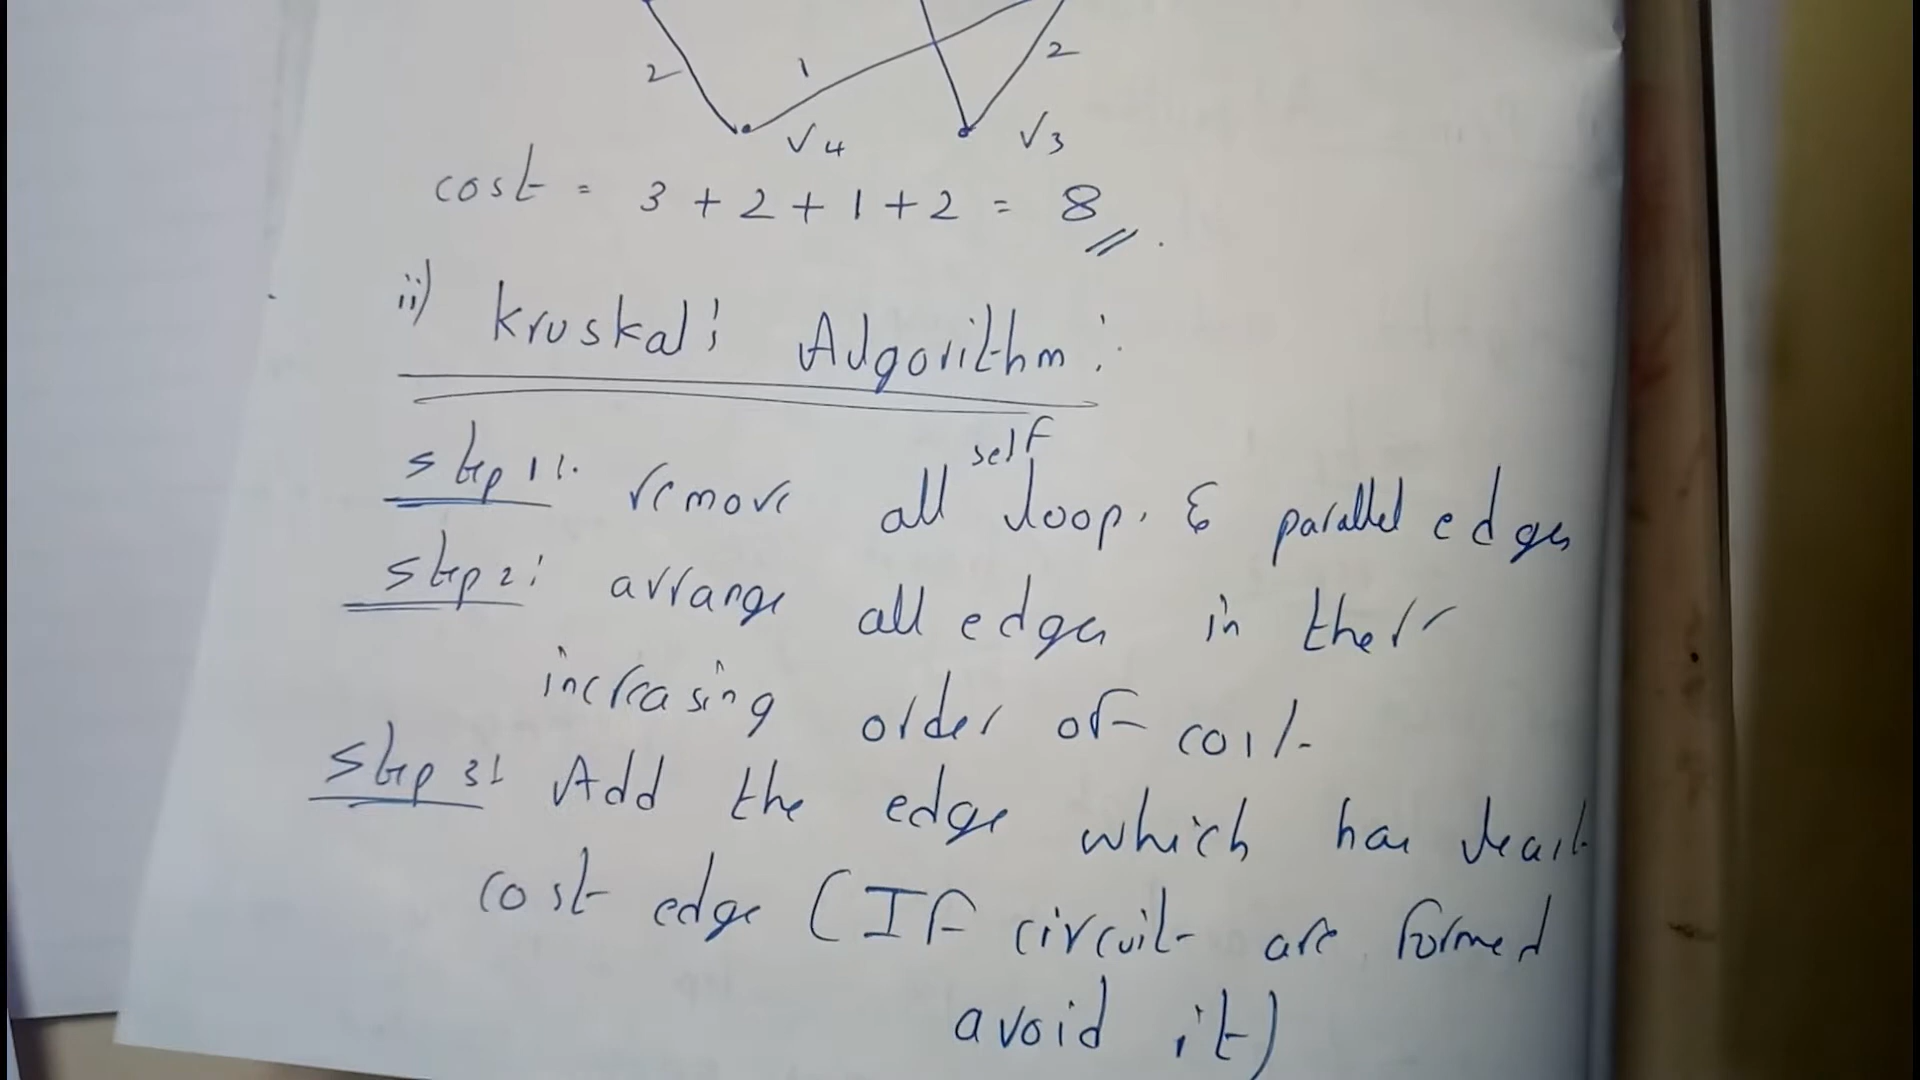 2 1 2
√4 √3
cost = 3 + 2 + 1 + 2 = 8 //.
ii) Kruskal's Algorithm :
self
step 1 : remove all loop. & parallel edges
step 2 : arrange all edges in their
increasing order of cost
step 3 : Add the edge which has least
cost edge (IF circuit are formed
avoid it)